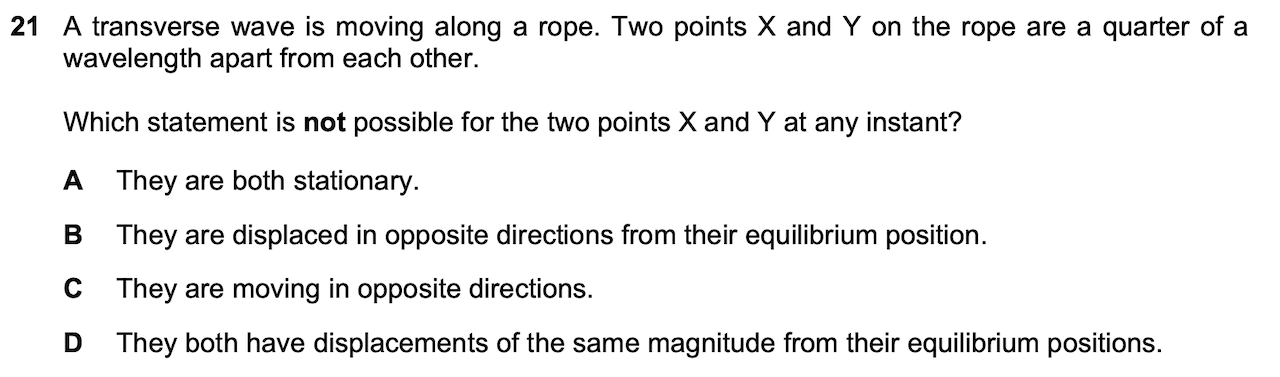 21 A transverse wave is moving along a rope. Two points X and Y on the rope are a quarter of a
wavelength apart from each other.
Which statement is not possible for the two points X and Y at any instant?
A They are both stationary.
B They are displaced in opposite directions from their equilibrium position.
C They are moving in opposite directions.
D They both have displacements of the same magnitude from their equilibrium positions.